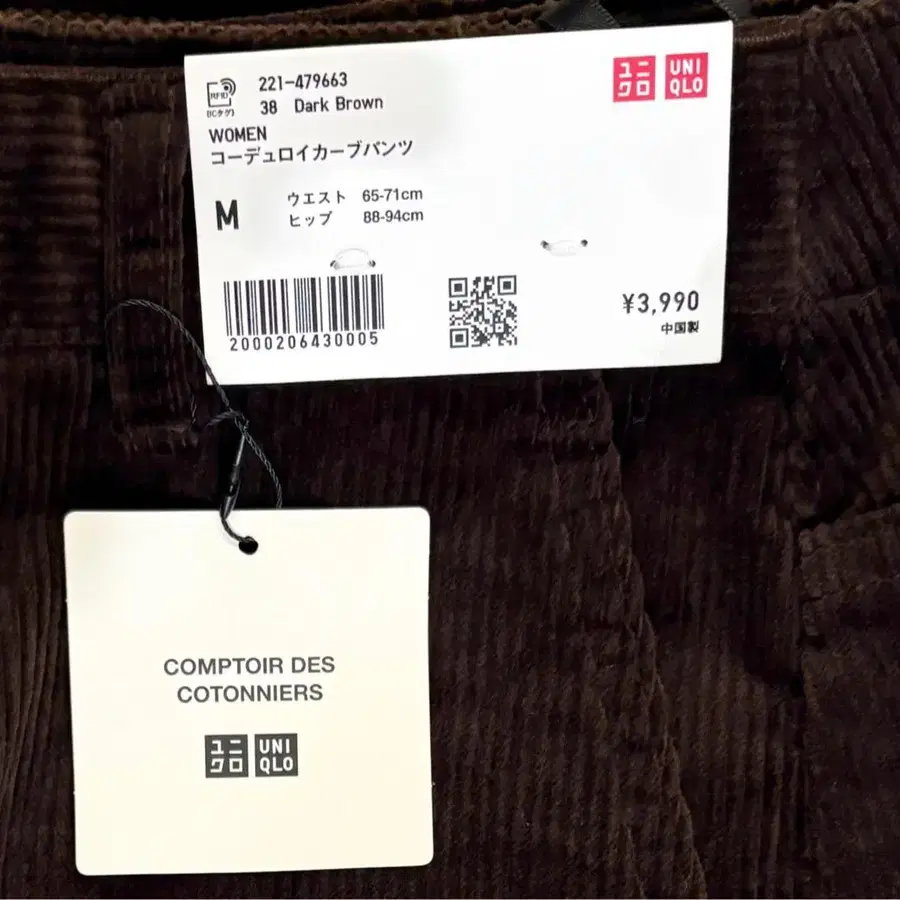 221-479663
38 Dark Brown
RFID
(ICタグ)
WOMEN
コーデュロイカーブパンツ
M
ウエスト 65-71cm
ヒップ 88-94cm
2000206430005
¥3,990
中国製
ユニ
クロ
UNI
QLO
COMPTOIR DES
COTONNIERS
ユニ
クロ
UNI
QLO